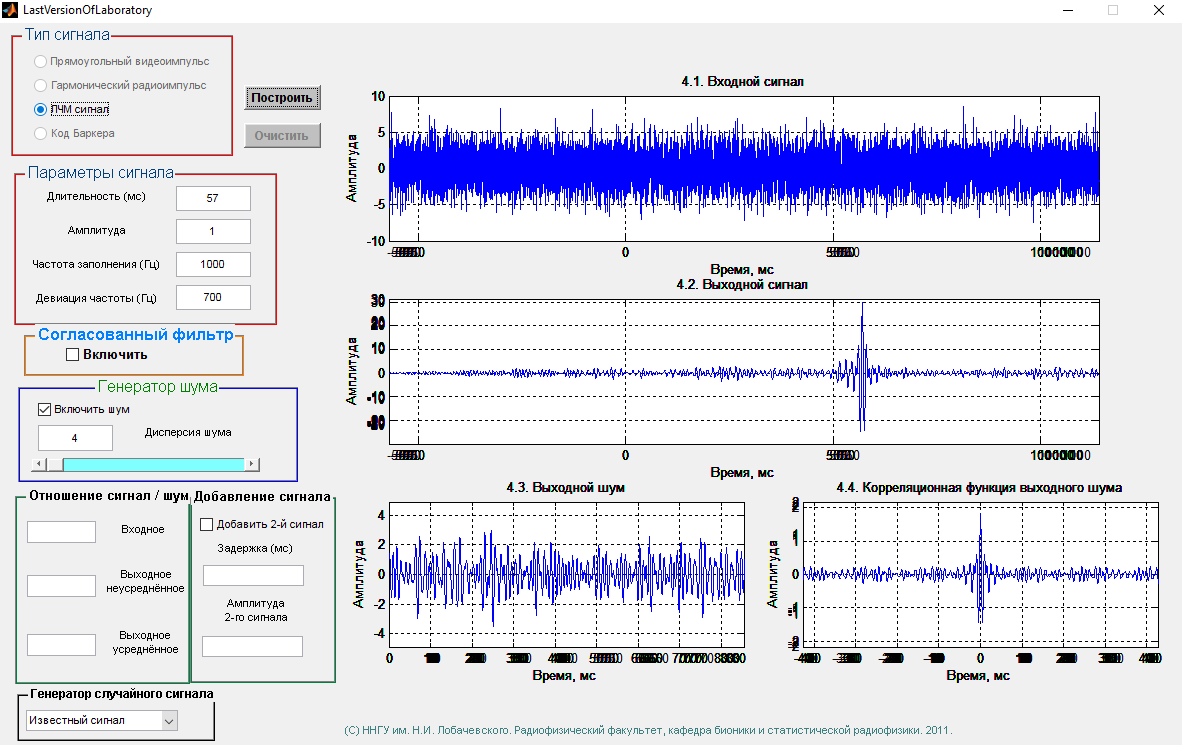 LastVersionOfLaboratory
Тип сигнала
Прямоугольный видеоимпульс
Гармонический радиоимпульс
ЛЧМ сигнал
Код Баркера
Построить
Очистить
Параметры сигнала
Длительность (мс)
57
Амплитуда
1
Частота заполнения (Гц)
1000
Девиация частоты (Гц)
700
Согласованный фильтр
Включить
Генератор шума
Включить шум
4
Дисперсия шума
Отношение сигнал / шум
Входное
Выходное
неусреднённое
Выходное
усреднённое
Добавление сигнала
Добавить 2-й сигнал
Задержка (мс)
Амплитуда
2-го сигнала
Генератор случайного сигнала
Известный сигнал
4.1. Входной сигнал
Амплитуда
10
5
0
-5
-10
0
Время, мс
4.2. Выходной сигнал
Амплитуда
10
0
0
Время, мс
4.3. Выходной шум
Амплитуда
4
2
0
-2
-4
0
Время, мс
4.4. Корреляционная функция выходного шума
Амплитуда
0
0
Время, мс
(С) ННГУ им. Н.И. Лобачевского. Радиофизический факультет, кафедра бионики и статистической радиофизики. 2011.